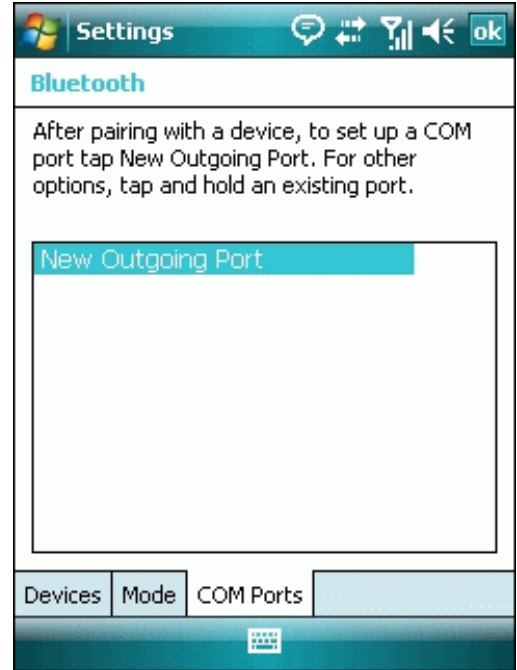 Settings
ok
Bluetooth
After pairing with a device, to set up a COM
port tap New Outgoing Port. For other
options, tap and hold an existing port.
New Outgoing Port
Devices Mode COM Ports